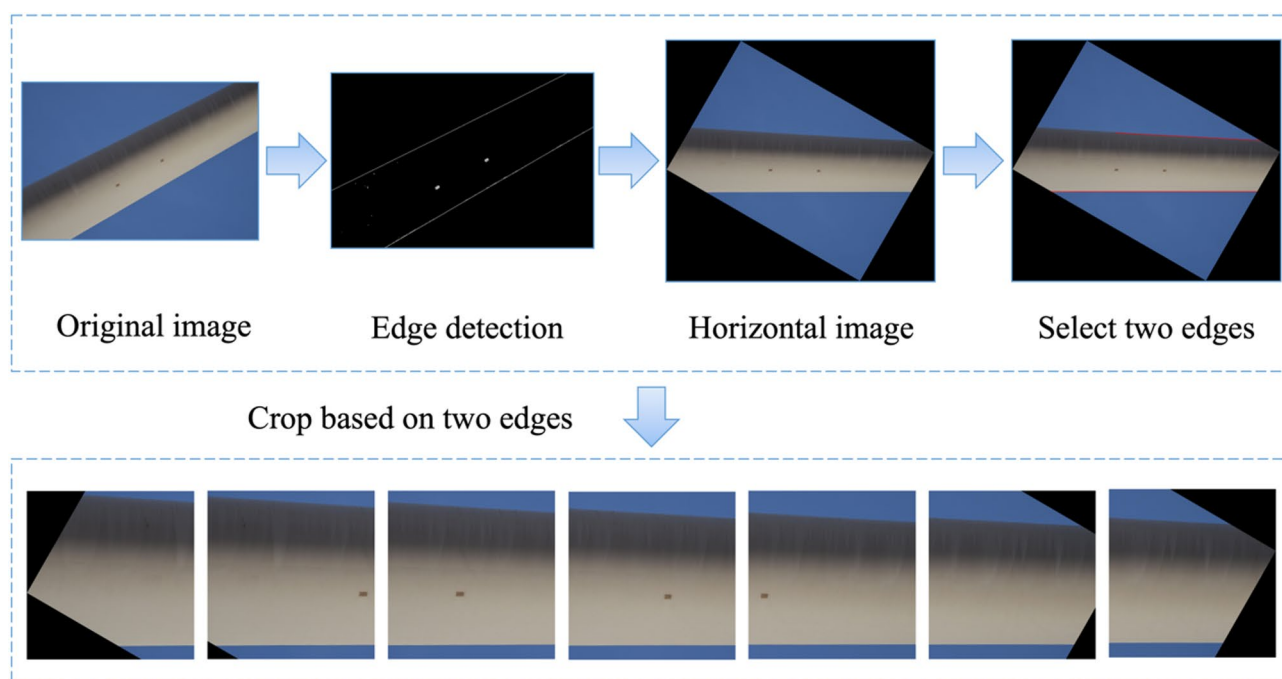 Original image
Edge detection
Horizontal image
Select two edges
Crop based on two edges